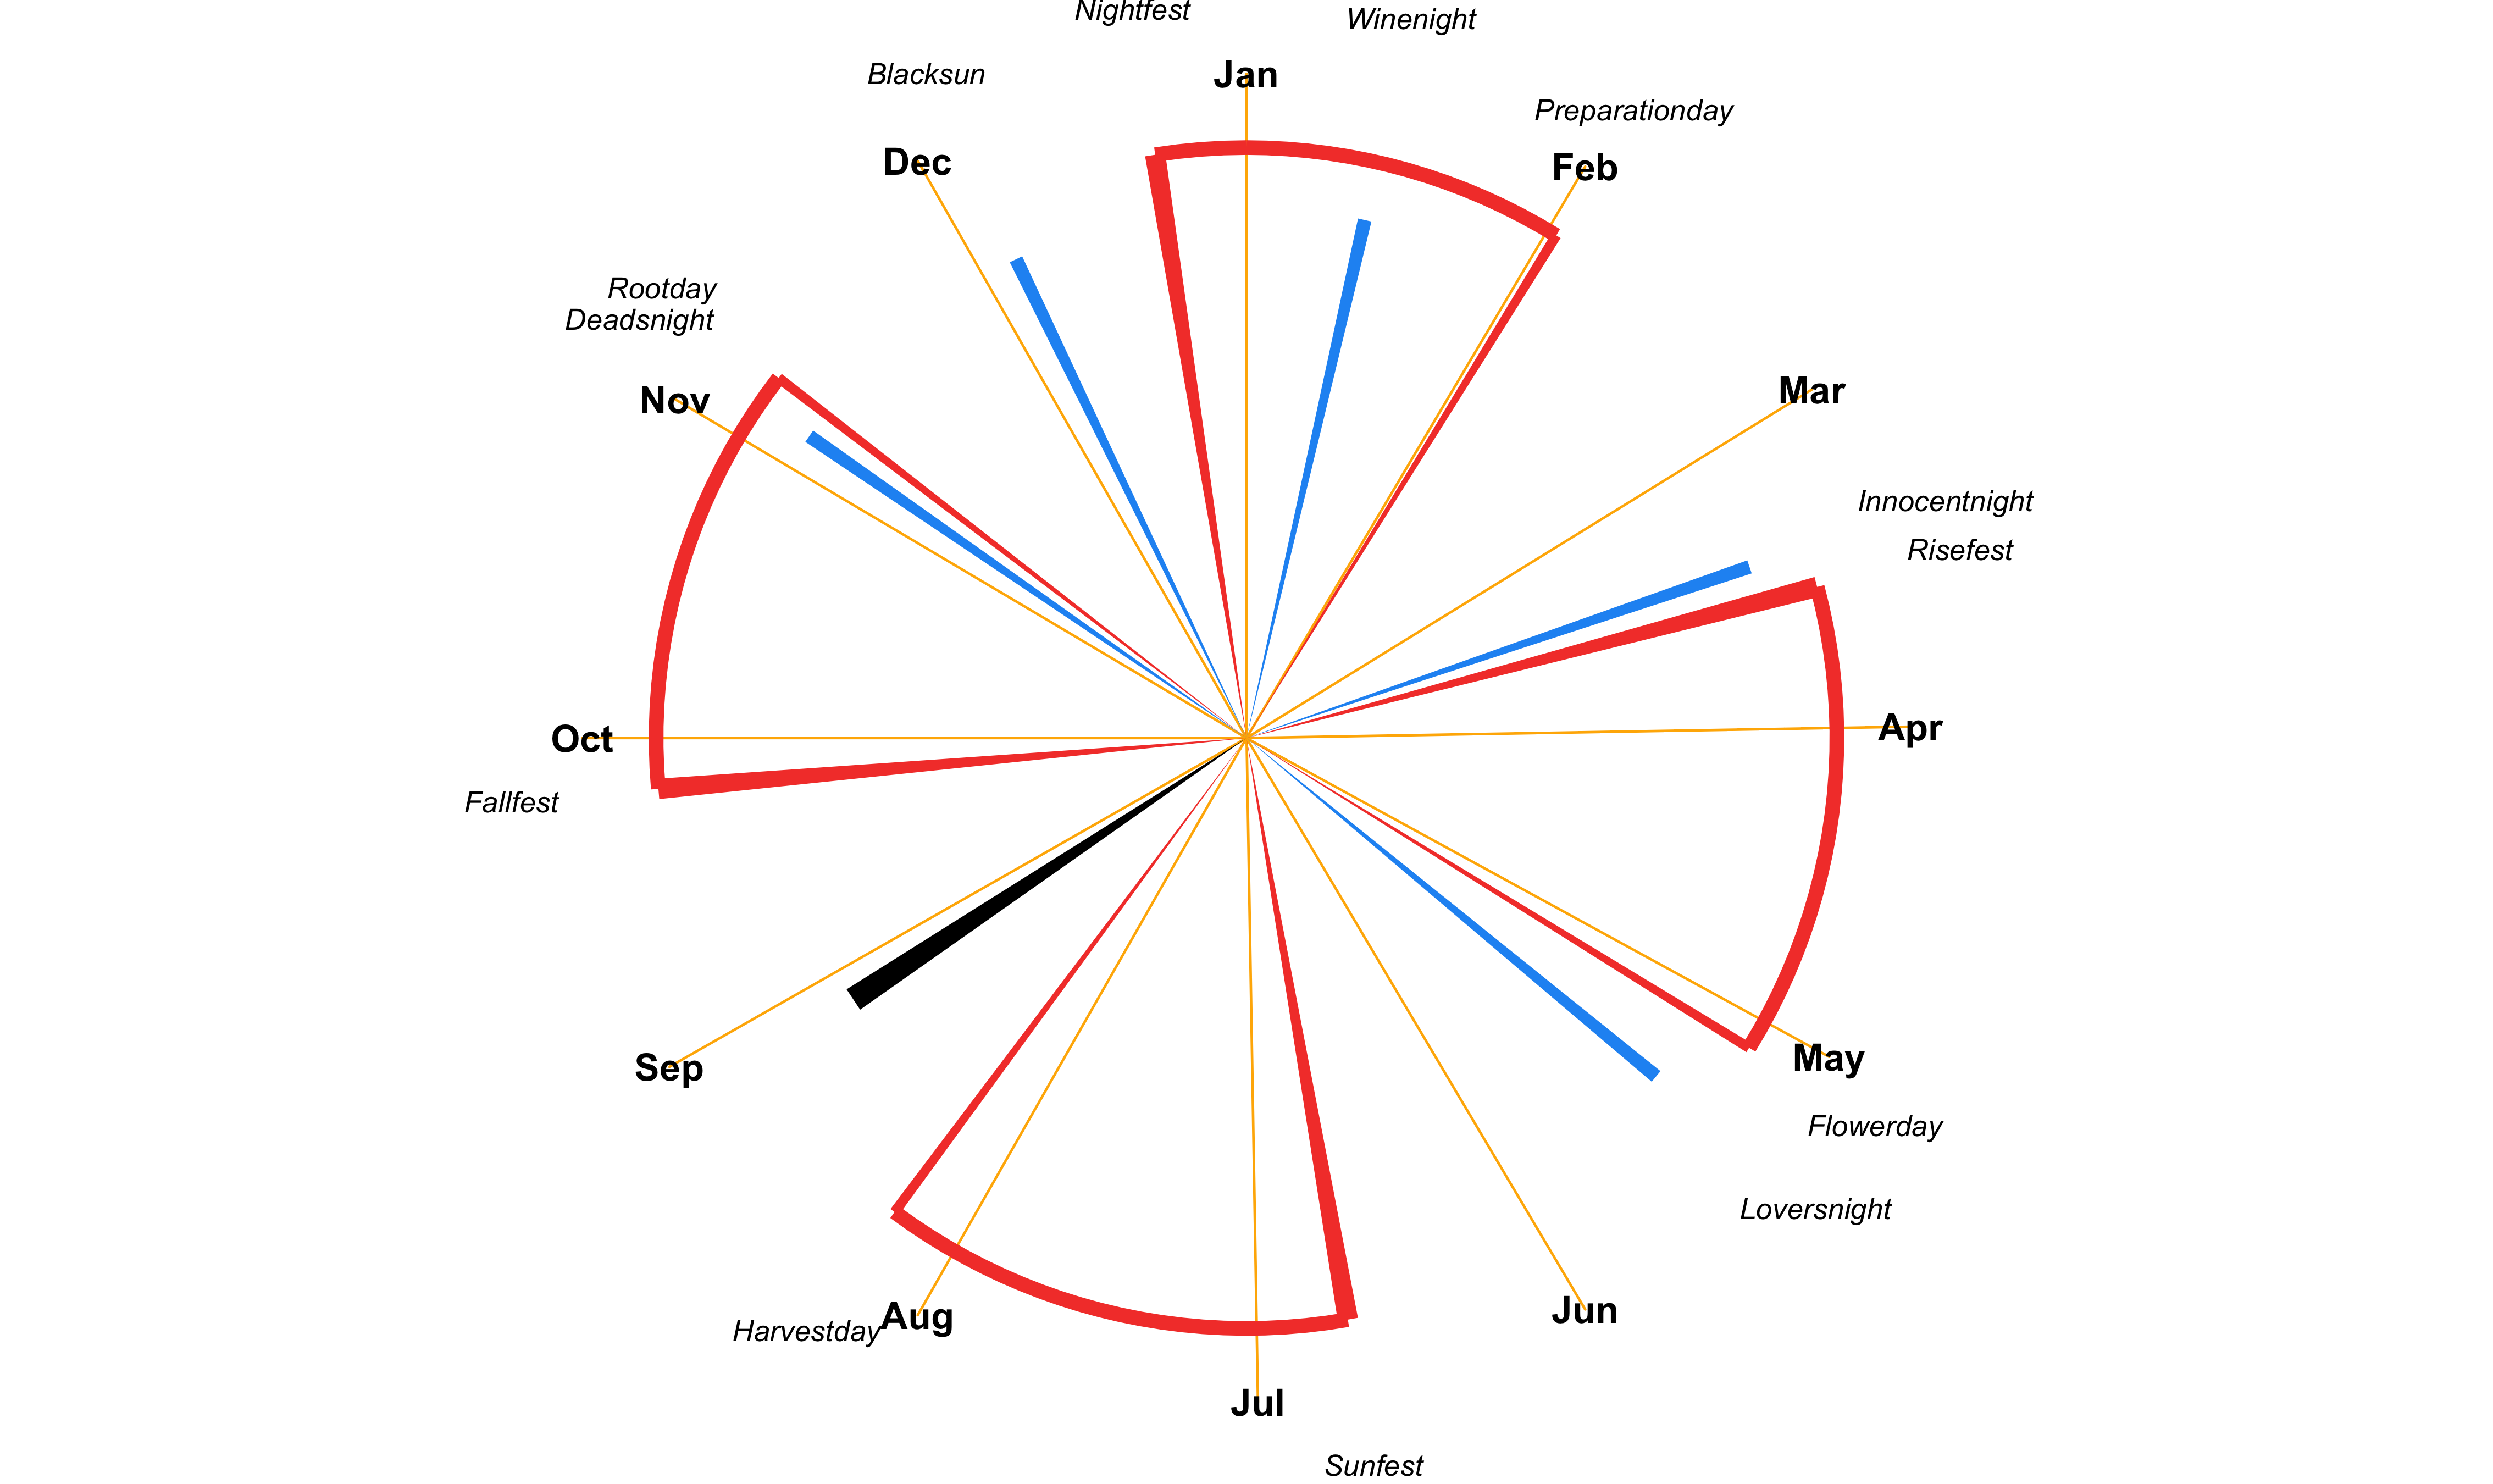 Nightfest
Winenight
Blacksun
Jan
Preparationday
Dec
Feb
Rootday
Deadsnight
Nov
Mar
Innocentnight
Risefest
Oct
Apr
Fallfest
Sep
May
Flowerday
Loversnight
Harvestday
Aug
Jun
Jul
Sunfest